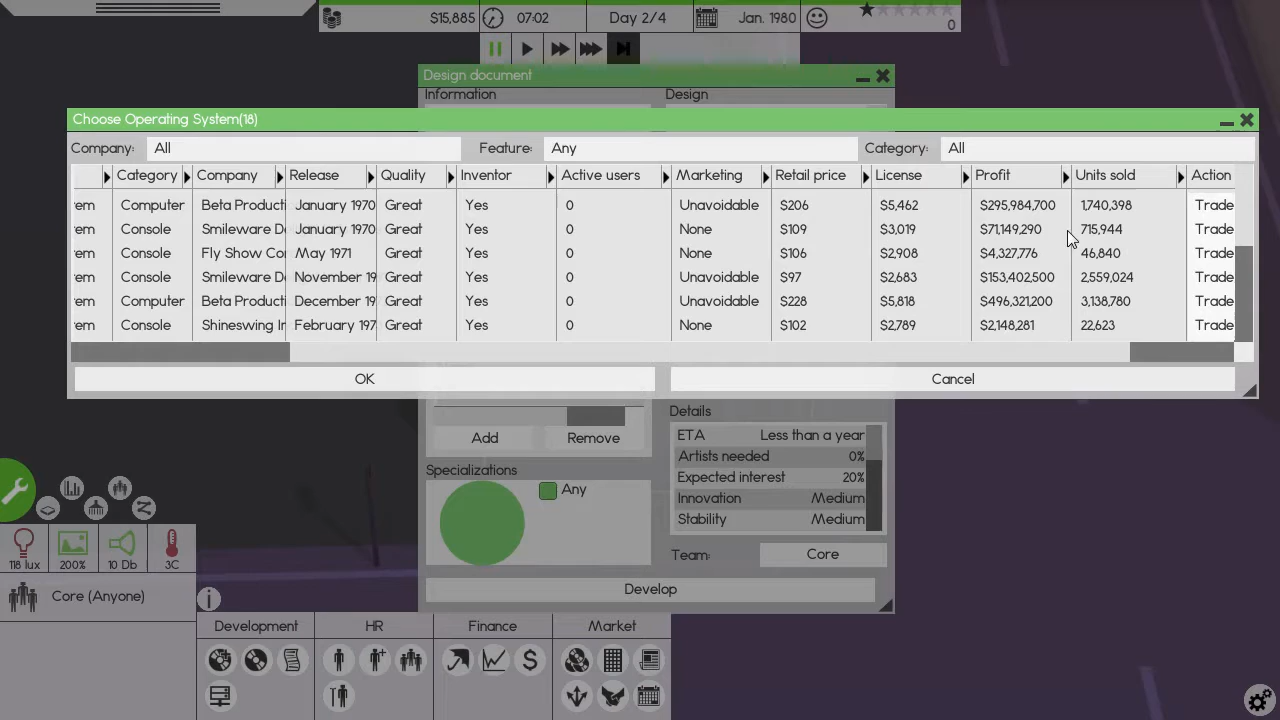 $15,885 07:02 Day 2/4 Jan. 1980 0
Design document
Information Design
Choose Operating System(18)
Company: All Feature: Any Category: All
Category Company Release Quality Inventor Active users Marketing Retail price License Profit Units sold Action
em Computer Beta Producti January 1970 Great Yes 0 Unavoidable $206 $5,462 $295,984,700 1,740,398 Trade
em Console Smileware De January 1970 Great Yes 0 None $109 $3,019 $71,149,290 715,944 Trade
em Console Fly Show Cor May 1971 Great Yes 0 None $106 $2,908 $4,327,776 46,840 Trade
em Console Smileware De November 19 Great Yes 0 Unavoidable $97 $2,683 $153,402,500 2,559,024 Trade
em Computer Beta Producti December 19 Great Yes 0 Unavoidable $228 $5,818 $496,321,200 3,138,780 Trade
em Console Shineswing In February 197 Great Yes 0 None $102 $2,789 $2,148,281 22,623 Trade
OK Cancel
Details
ETA Less than a year
Add Remove
Artists needed 0%
Specializations
Expected interest 20%
Any
Innovation Medium
Stability Medium
Team: Core
Develop
118 lux 200% 10 Db 3C
Core (Anyone)
Development HR Finance Market